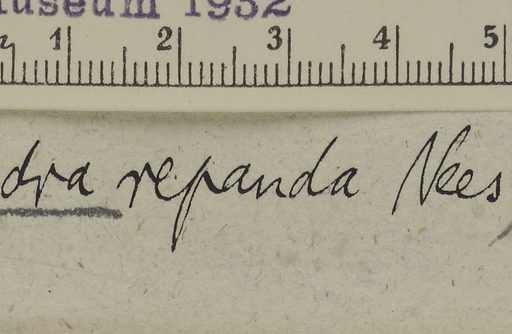 useum 1932
1 2 3 4 5
dra repanda Nees